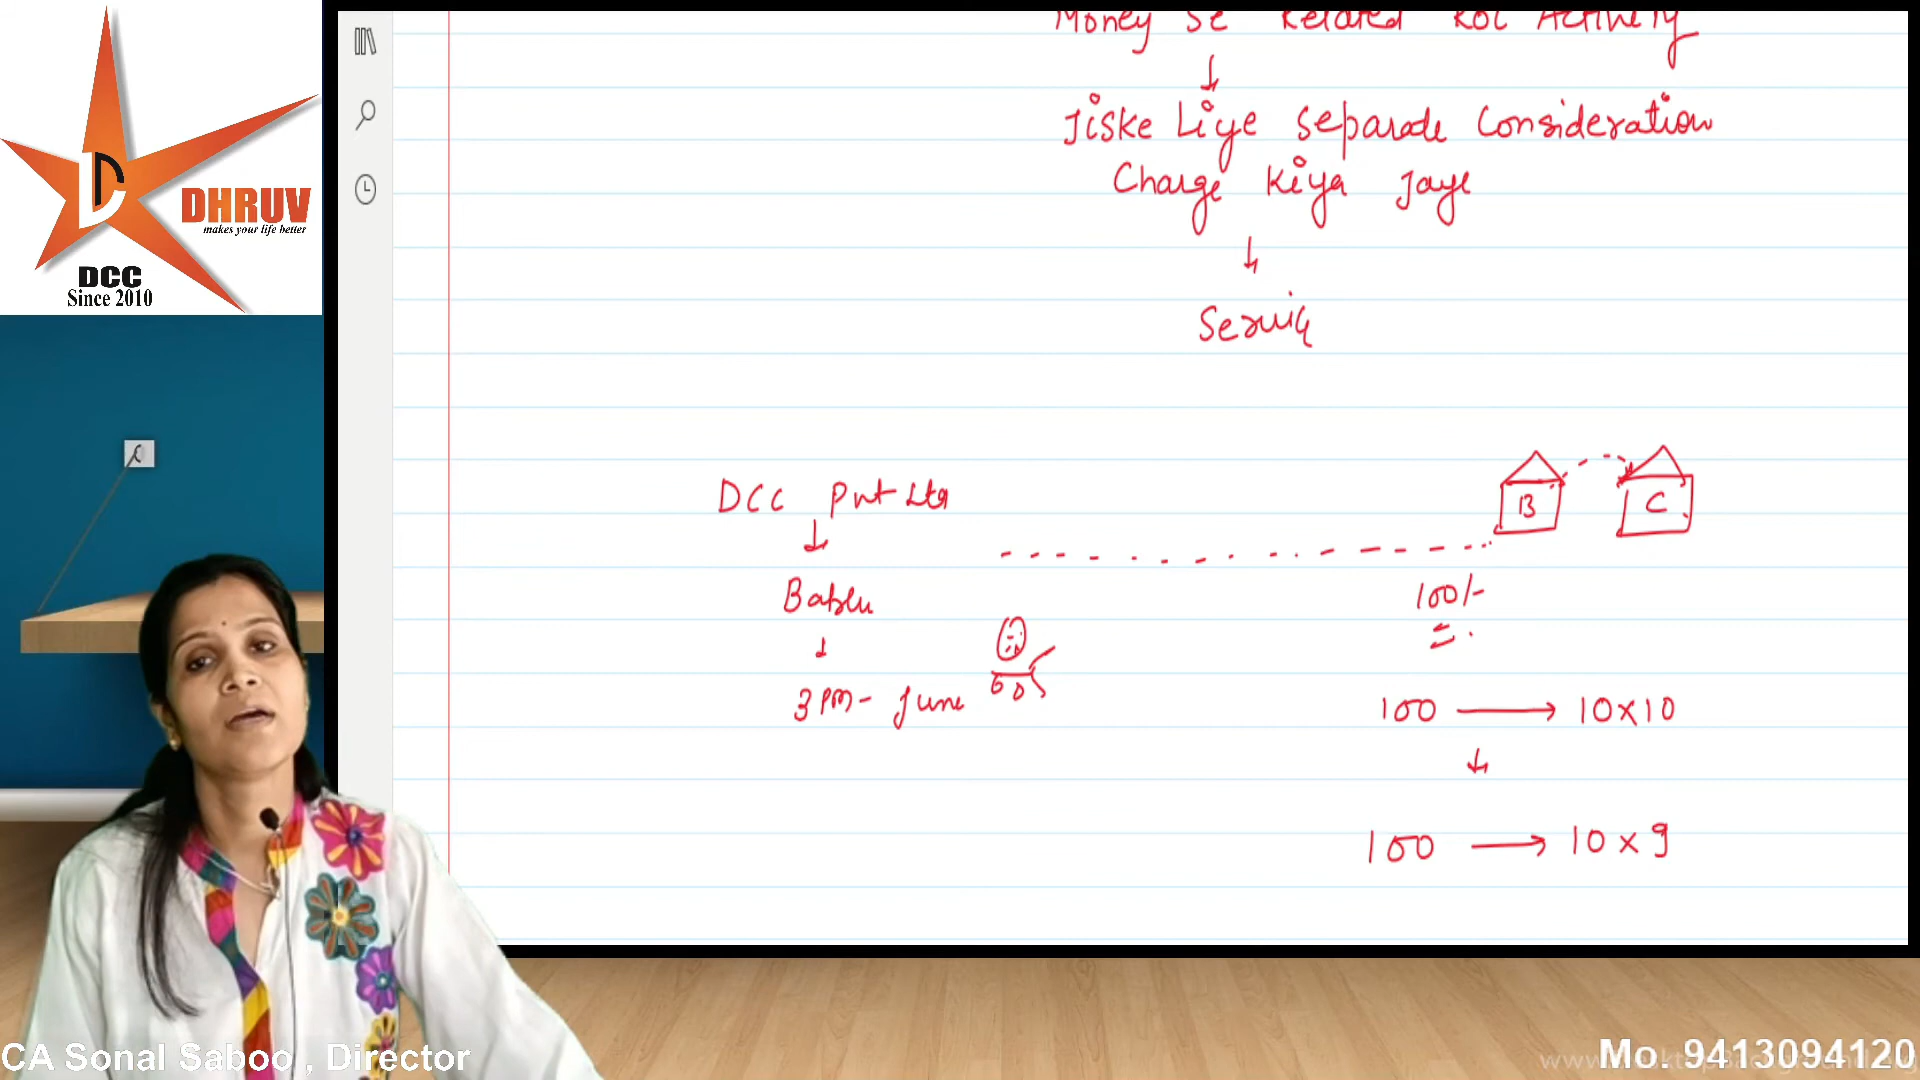 Money Se Related Koi Activity
Jiske Liye Separate Consideration
Charge Kiya Jaye
Service
DHRUV
makes your life better
DCC
Since 2010
DCC Pvt Ltd
B C
Bablu
100/-
3 PM - June
100 → 10×10
100 → 10×9
CA Sonal Saboo , Director
Mo. 9413094120